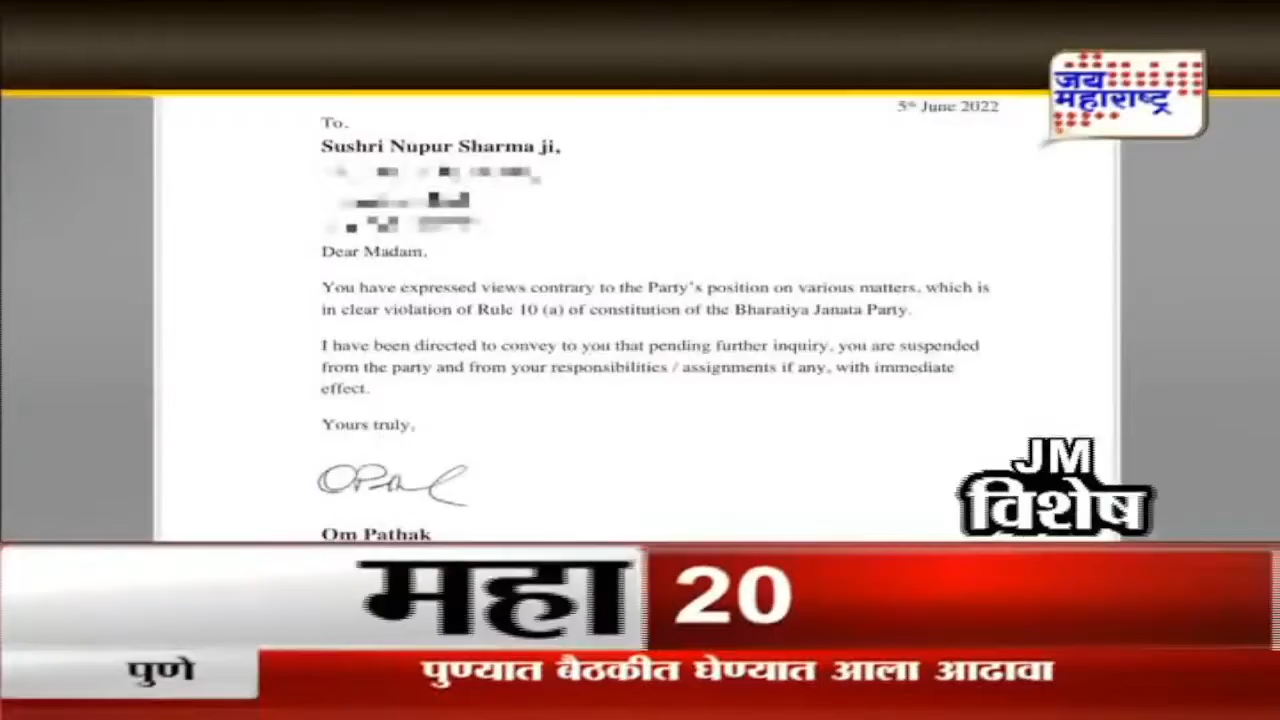 जय
महाराष्ट्र
5th June 2022
To,
Sushri Nupur Sharma ji,
Dear Madam,
You have expressed views contrary to the Party's position on various matters, which is
in clear violation of Rule 10 (a) of constitution of the Bharatiya Janata Party.
I have been directed to convey to you that pending further inquiry, you are suspended
from the party and from your responsibilities / assignments if any, with immediate
effect.
Yours truly,
Om Pathak
JM
विशेष
महा 20
पुणे
पुण्यात बैठकीत घेण्यात आला आढावा